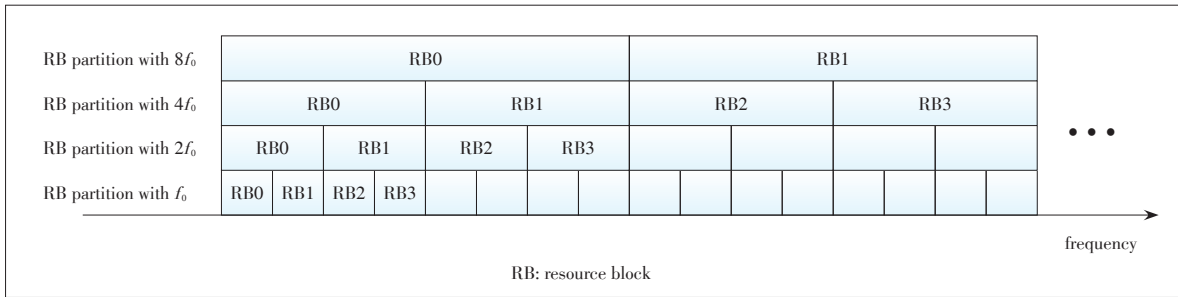 RB partition with 8f₀ RB0 RB1
RB partition with 4f₀ RB0 RB1 RB2 RB3
RB partition with 2f₀ RB0 RB1 RB2 RB3
RB partition with f₀ RB0 RB1 RB2 RB3
frequency
RB: resource block